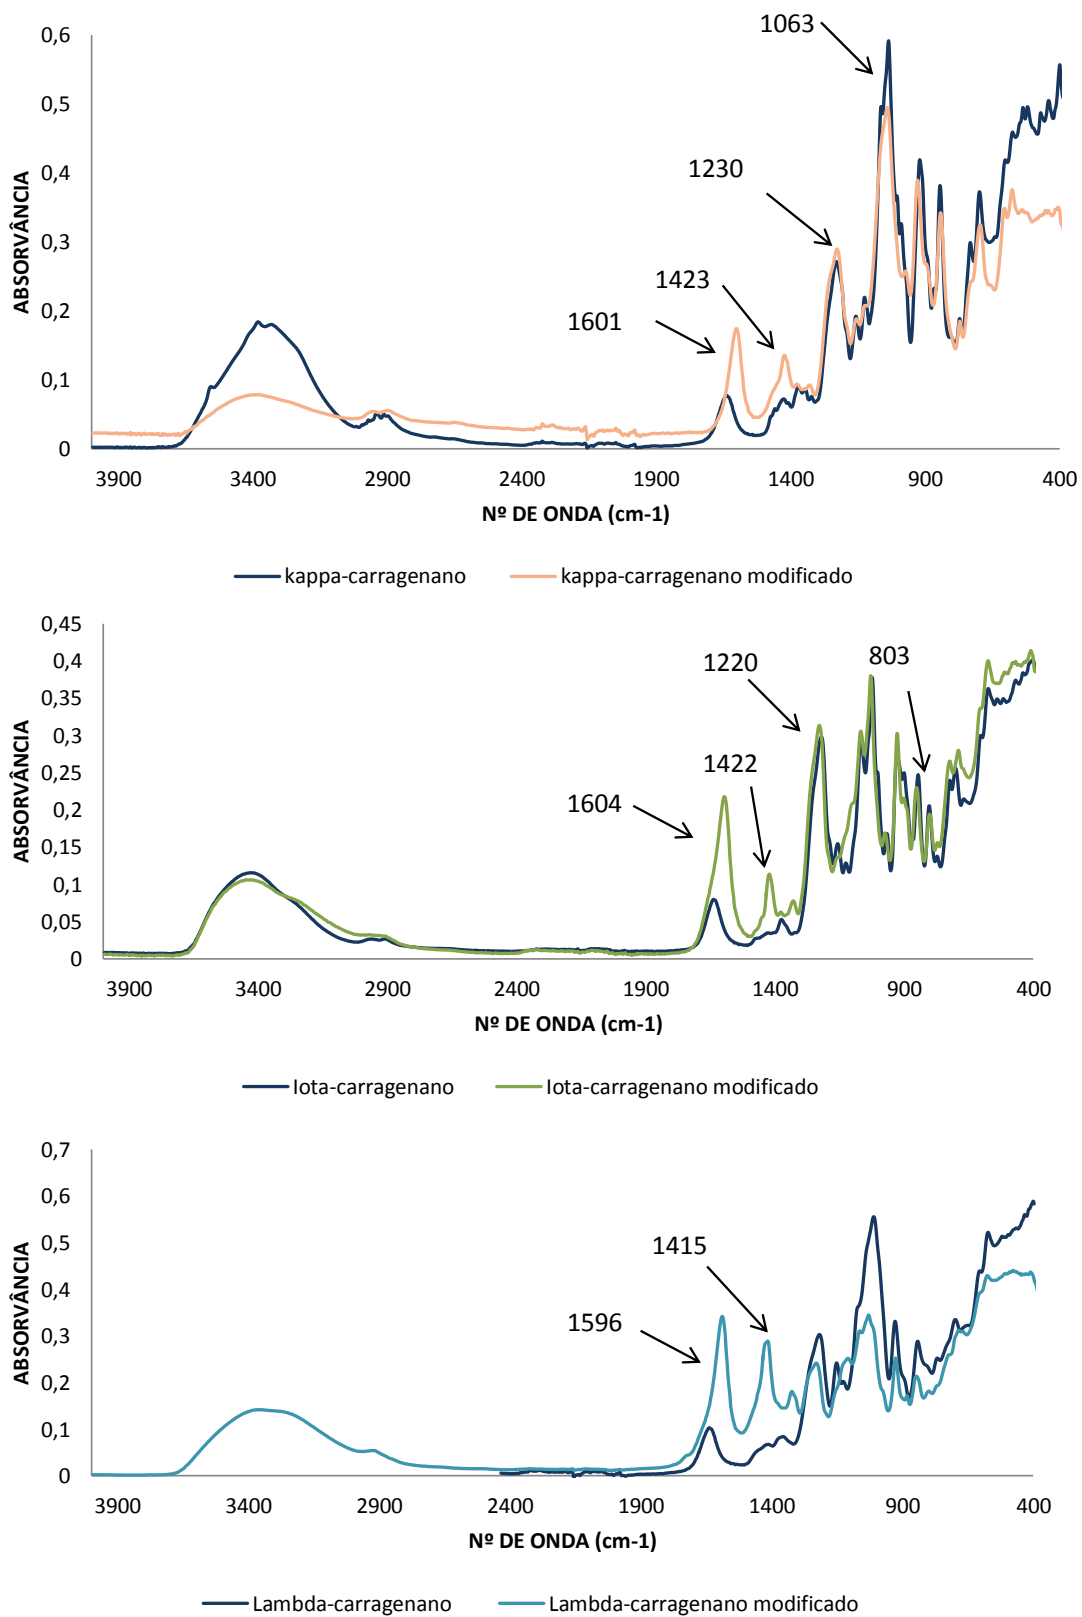 1063
0,6
0,5
0,4
1230
0,3
1423
0,2
1601
0,1
0
ABSORVÂNCIA
3900 3400 2900 2400 1900 1400 900 400
Nº DE ONDA (cm-1)
kappa-carragenano kappa-carragenano modificado
0,45
0,4
1220 803
0,35
0,3
1422
0,25
1604
0,2
0,15
0,1
0,05
0
ABSORVÂNCIA
3900 3400 2900 2400 1900 1400 900 400
Nº DE ONDA (cm-1)
Iota-carragenano Iota-carragenano modificado
0,7
0,6
0,5
1415
0,4
1596
0,3
0,2
0,1
0
ABSORVÂNCIA
3900 3400 2900 2400 1900 1400 900 400
Nº DE ONDA (cm-1)
Lambda-carragenano Lambda-carragenano modificado